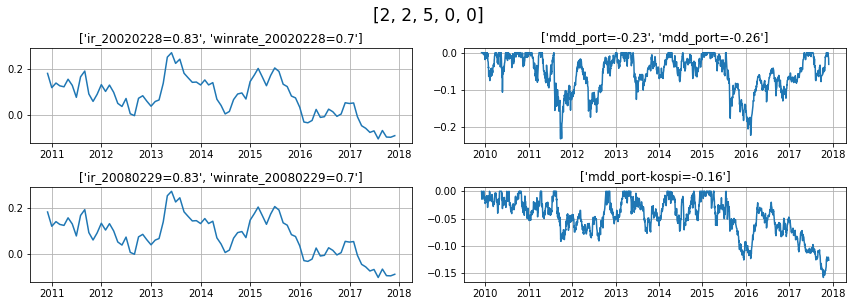 [2, 2, 5, 0, 0]
['ir_20020228=0.83', 'winrate_20020228=0.7']
0.2
0.0
2011 2012 2013 2014 2015 2016 2017 2018
['mdd_port=-0.23', 'mdd_port=-0.26']
0.0
−0.1
−0.2
2010 2011 2012 2013 2014 2015 2016 2017 2018
['ir_20080229=0.83', 'winrate_20080229=0.7']
0.2
0.0
2011 2012 2013 2014 2015 2016 2017 2018
['mdd_port-kospi=-0.16']
0.00
−0.05
−0.10
−0.15
2010 2011 2012 2013 2014 2015 2016 2017 2018